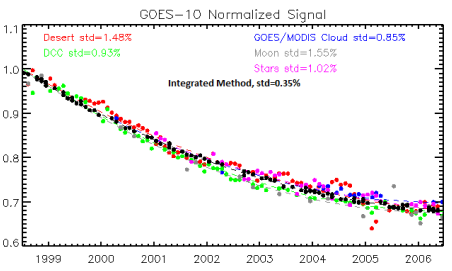 GOES-10 Normalized Signal
1.1
Desert std=1.48%
GOES/MODIS Cloud std=0.85%
DCC std=0.93%
Moon std=1.55%
Stars std=1.02%
1.0
Integrated Method, std=0.35%
0.9
0.8
0.7
0.6
1999 2000 2001 2002 2003 2004 2005 2006